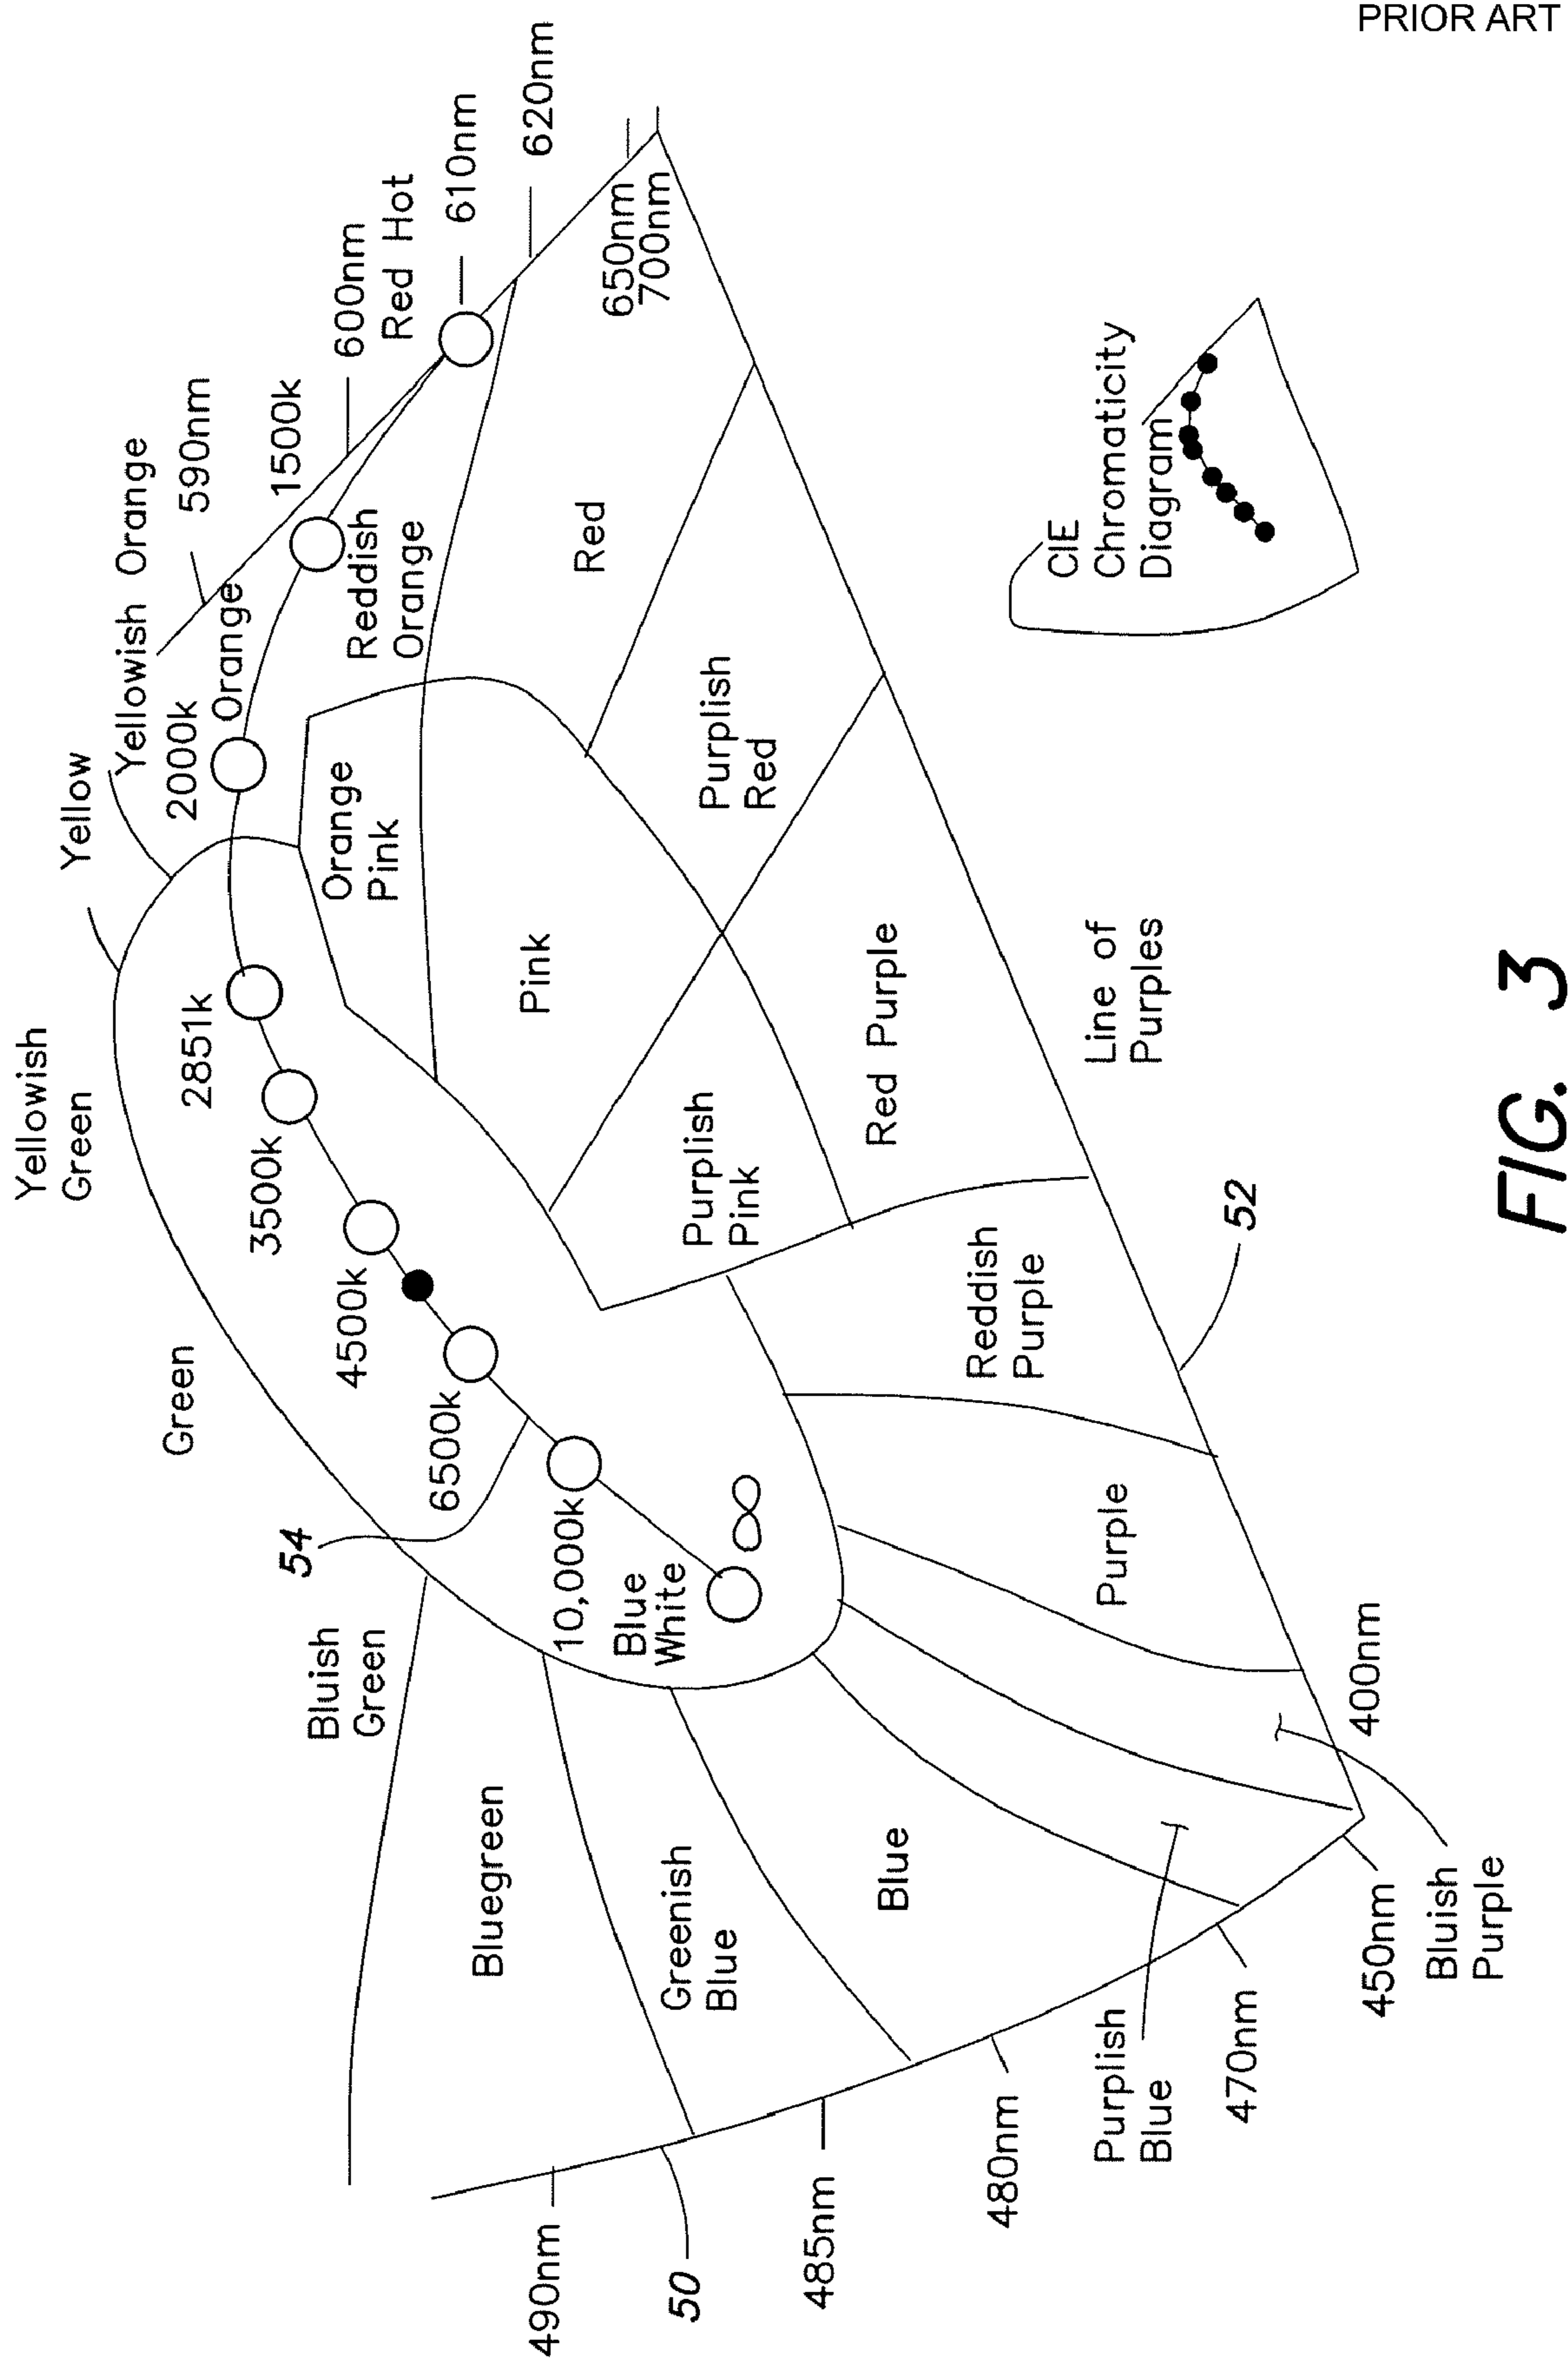 PRIOR ART
Yellowish
Green
Yellow
Yellowish Orange
590nm
600nm
Red Hot
610nm
620nm
650nm
700nm
Green
2851k
2000k
Orange
1500k
Reddish
Orange
Red
3500k
4500k
6500k
10,000k
54
Blue
White
∞
Orange
Pink
Pink
Purplish
Red
Purplish
Pink
Red Purple
Bluish
Green
Bluegreen
Greenish
Blue
Blue
Reddish
Purple
Purple
Line of
Purples
52
490nm
50
485nm
480nm
Purplish
Blue
470nm
450nm
400nm
Bluish
Purple
CIE
Chromaticity
Diagram
FIG. 3